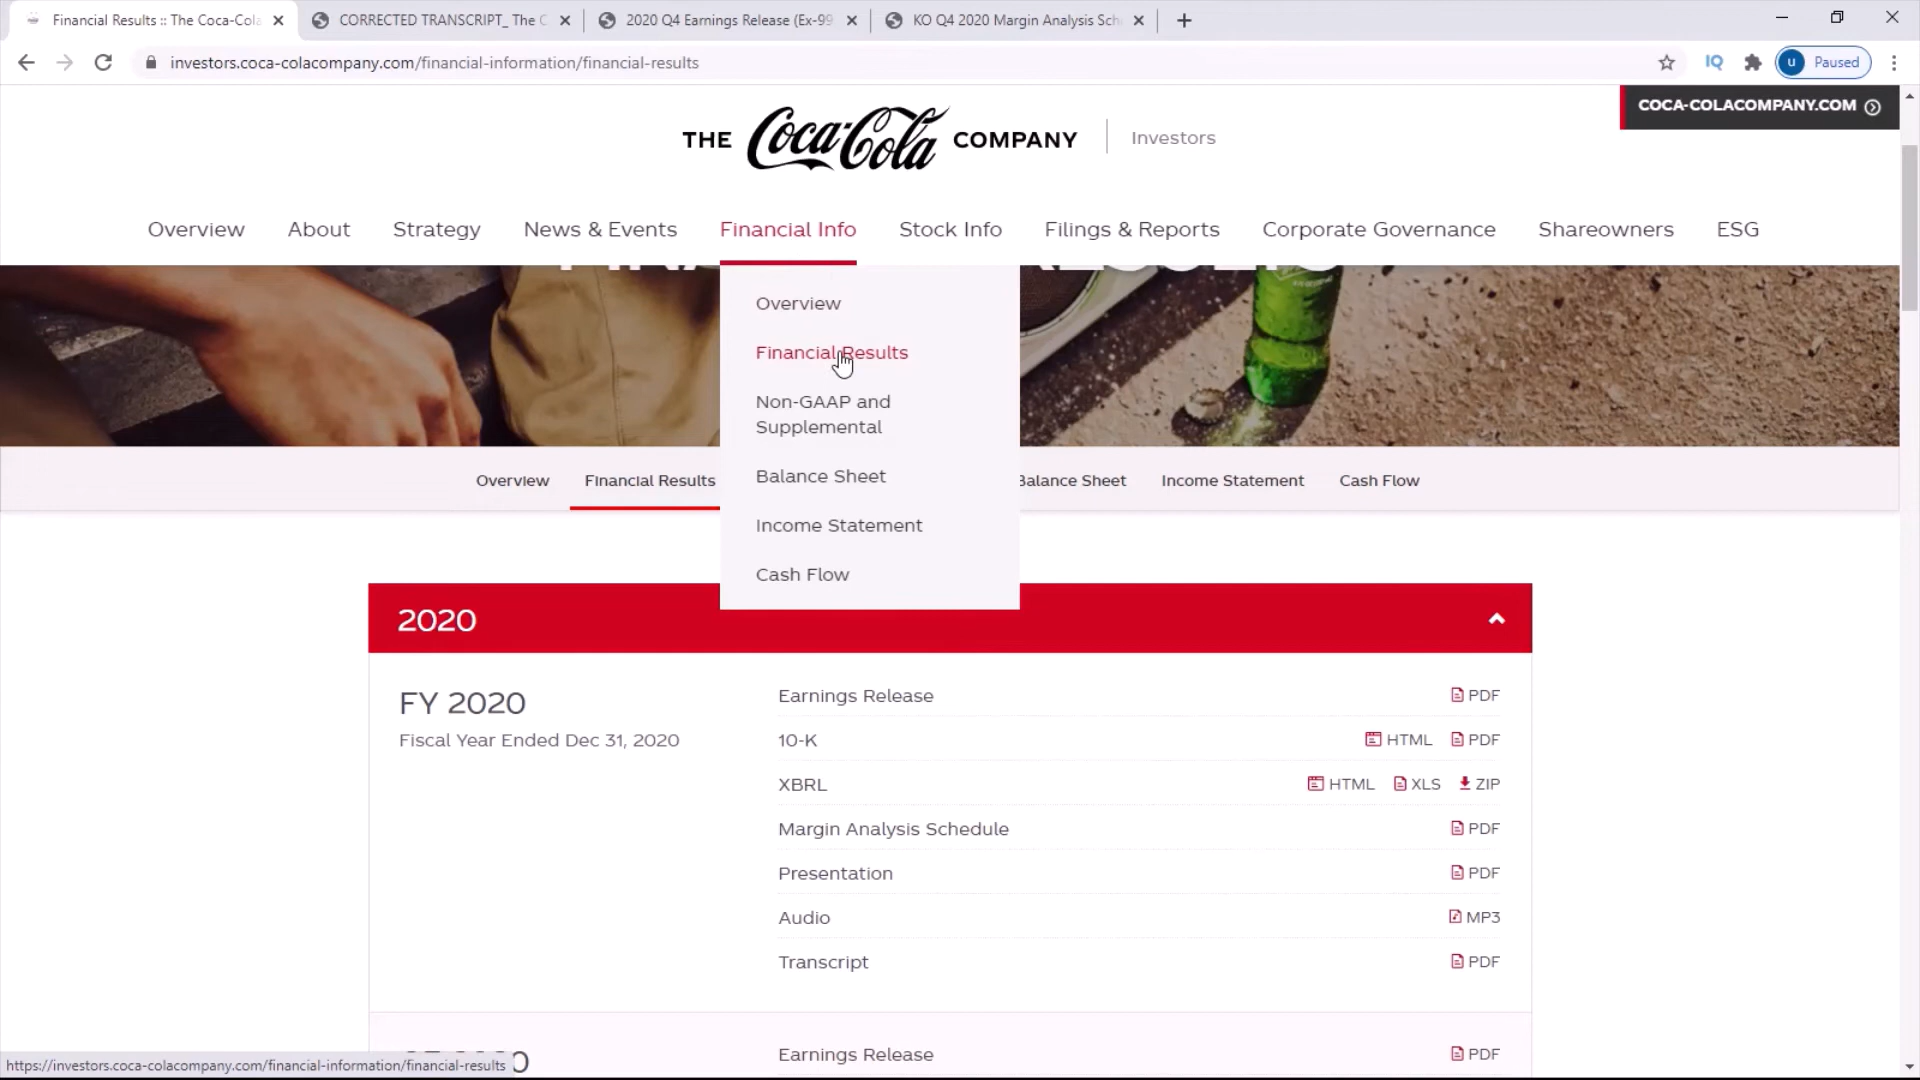 Financial Results :: The Coca-Cola
CORRECTED TRANSCRIPT_ The C
2020 Q4 Earnings Release (Ex-99
KO Q4 2020 Margin Analysis Sch
investors.coca-colacompany.com/financial-information/financial-results
IQ
u Paused
COCA-COLACOMPANY.COM
THE Coca-Cola COMPANY Investors
Overview About Strategy News & Events Financial Info Stock Info Filings & Reports Corporate Governance Shareowners ESG
Overview
Financial Results
Non-GAAP and
Supplemental
Balance Sheet
Income Statement
Cash Flow
Overview Financial Results Balance Sheet Income Statement Cash Flow
2020
FY 2020
Fiscal Year Ended Dec 31, 2020
Earnings Release PDF
10-K HTML PDF
XBRL HTML XLS ZIP
Margin Analysis Schedule PDF
Presentation PDF
Audio MP3
Transcript PDF
Earnings Release PDF
https://investors.coca-colacompany.com/financial-information/financial-results